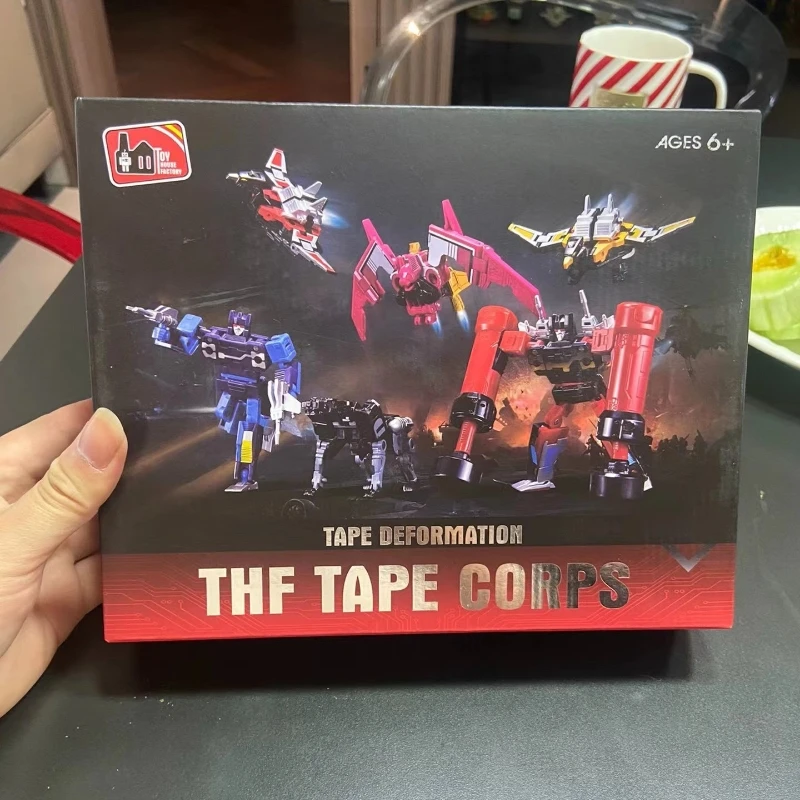 TOY
HOUSE
FACTORY
AGES 6+
TAPE DEFORMATION
THF TAPE CORPS